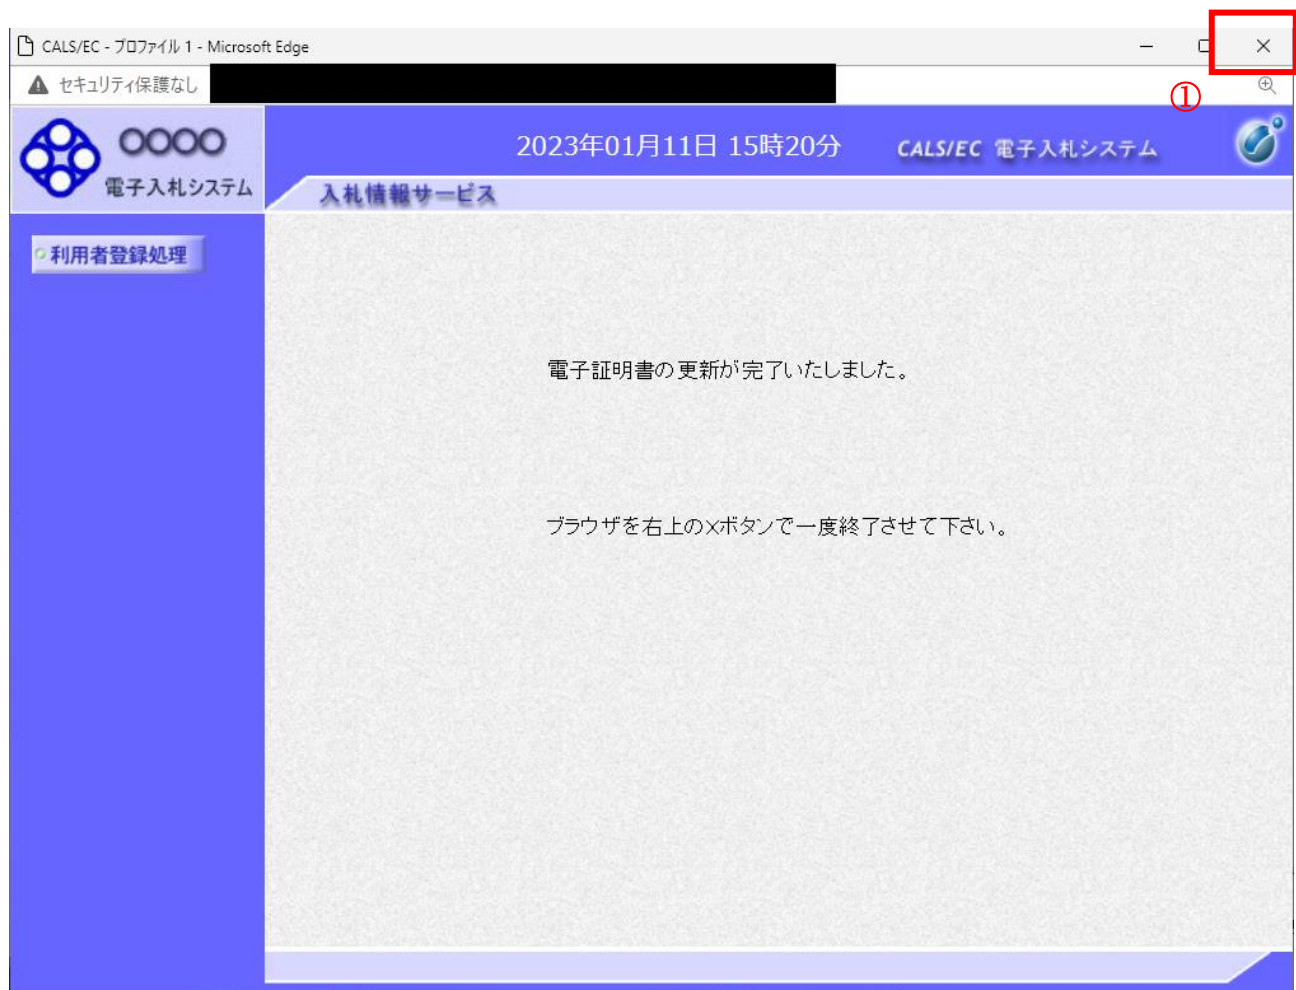 CALS/EC - プロファイル 1 - Microsoft Edge
①
セキュリティ保護なし
〇〇〇〇
電子入札システム
2023年01月11日 15時20分
CALS/EC 電子入札システム
入札情報サービス
利用者登録処理
電子証明書の更新が完了いたしました。
ブラウザを右上の×ボタンで一度終了させて下さい。